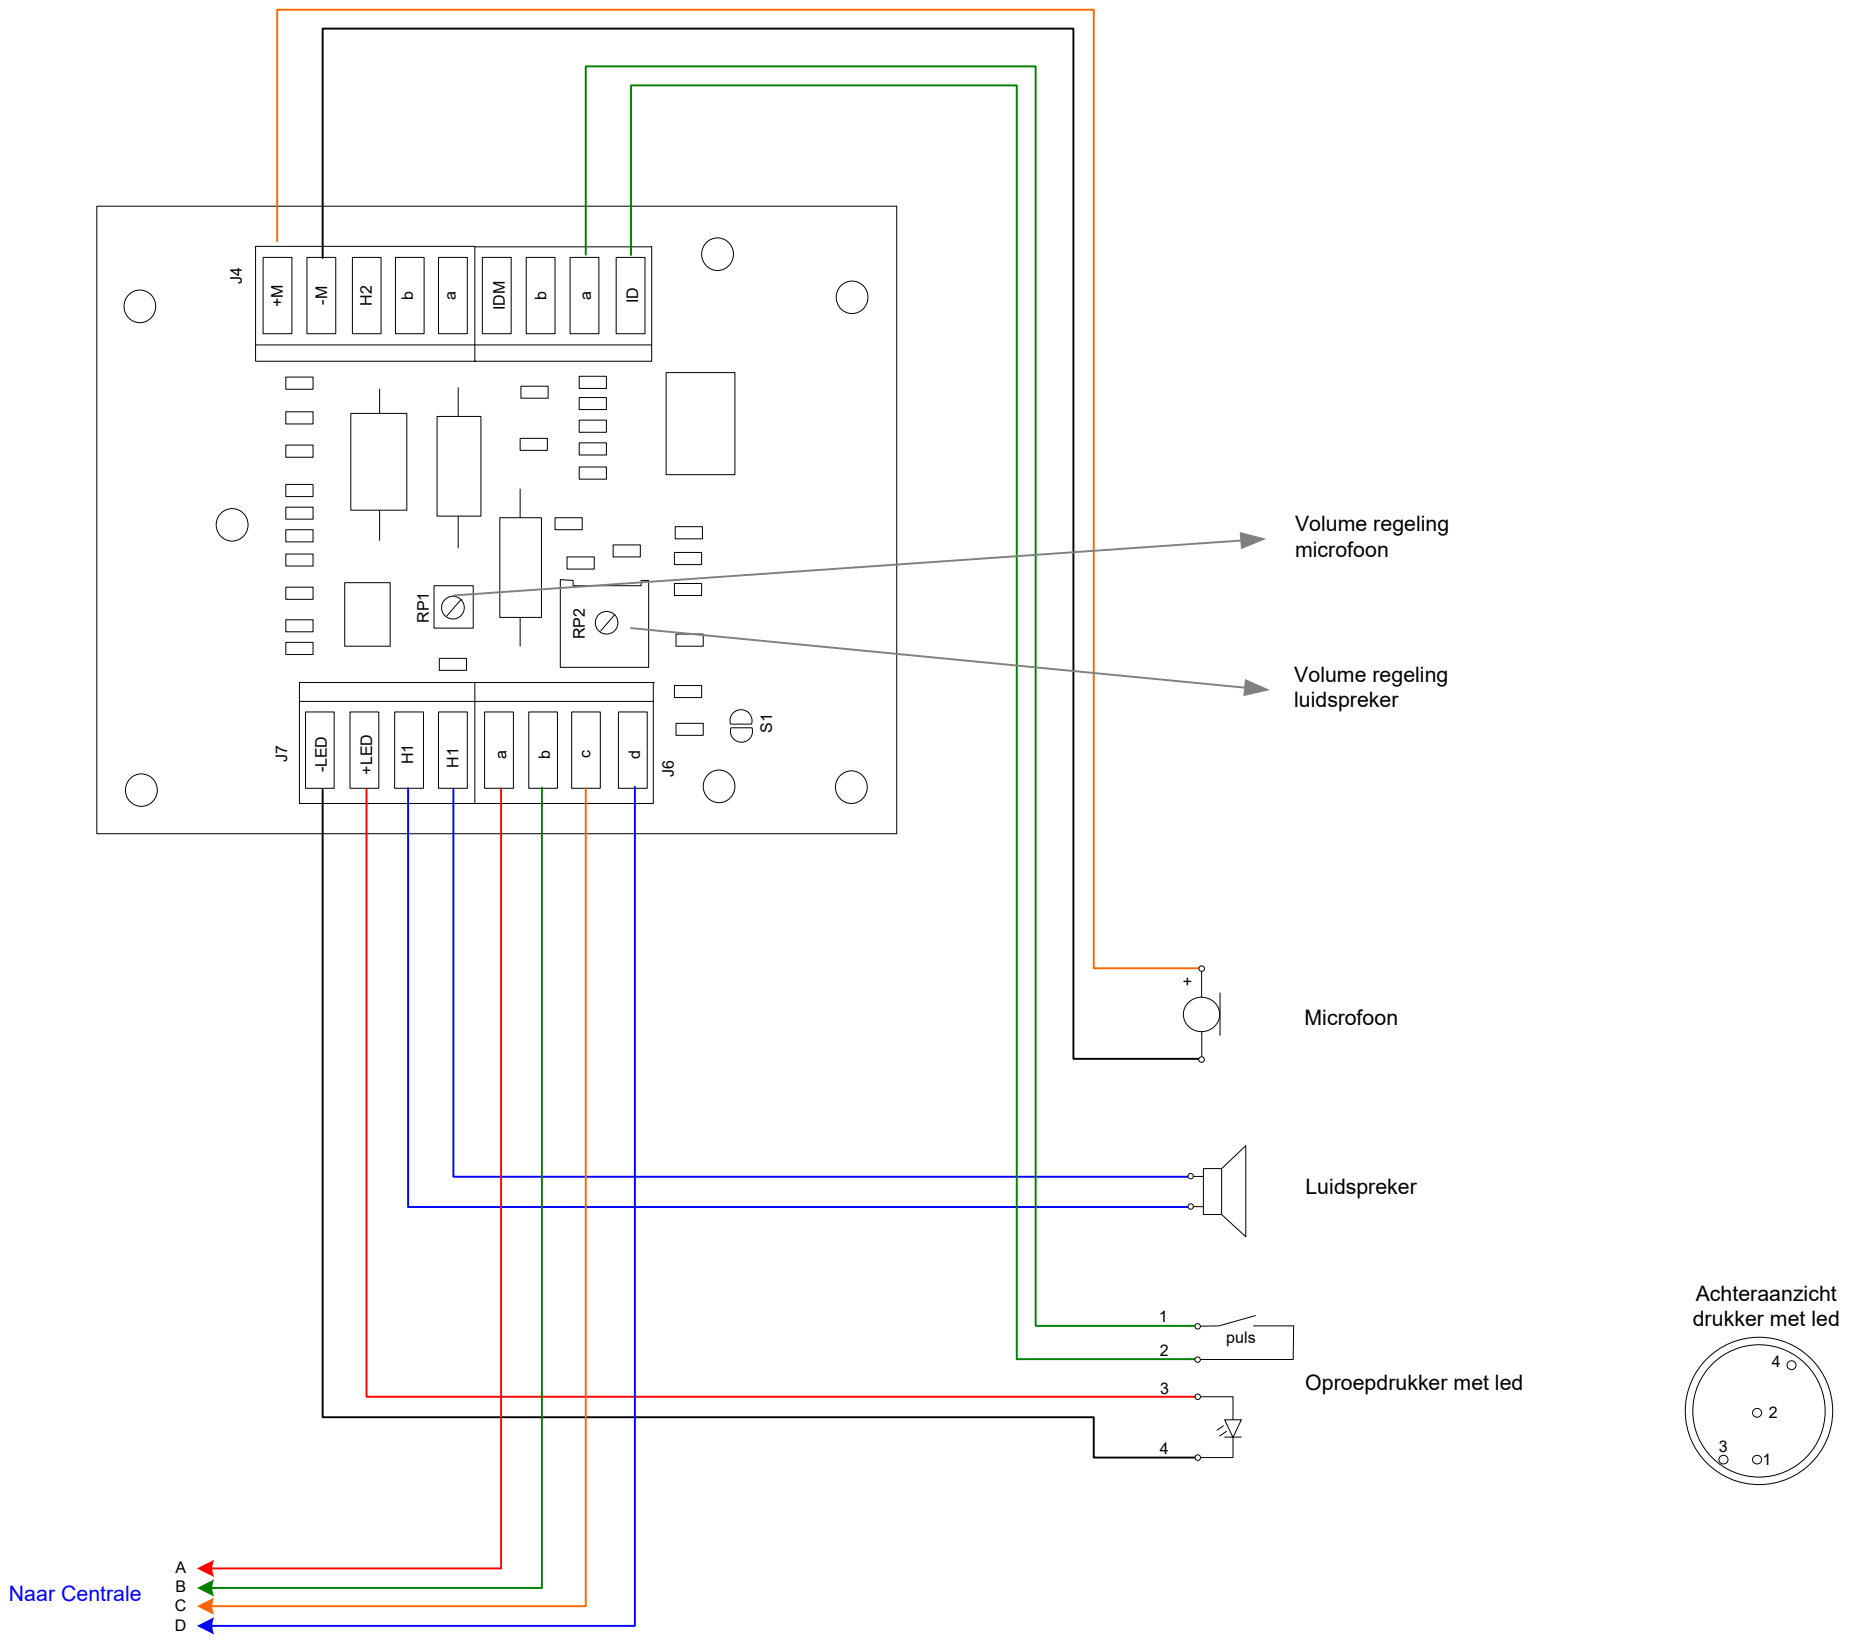 J4
+M
-M
H2
b
a
IDM
b
a
ID
Volume regeling
microfoon
RP1
RP2
Volume regeling
luidspreker
S1
J7
-LED
+LED
H1
H1
a
b
c
d
J6
+
Microfoon
Luidspreker
1
puls
2
Oproepdrukker met led
3
4
Achteraanzicht
drukker met led
4
2
3
1
Naar Centrale
A
B
C
D